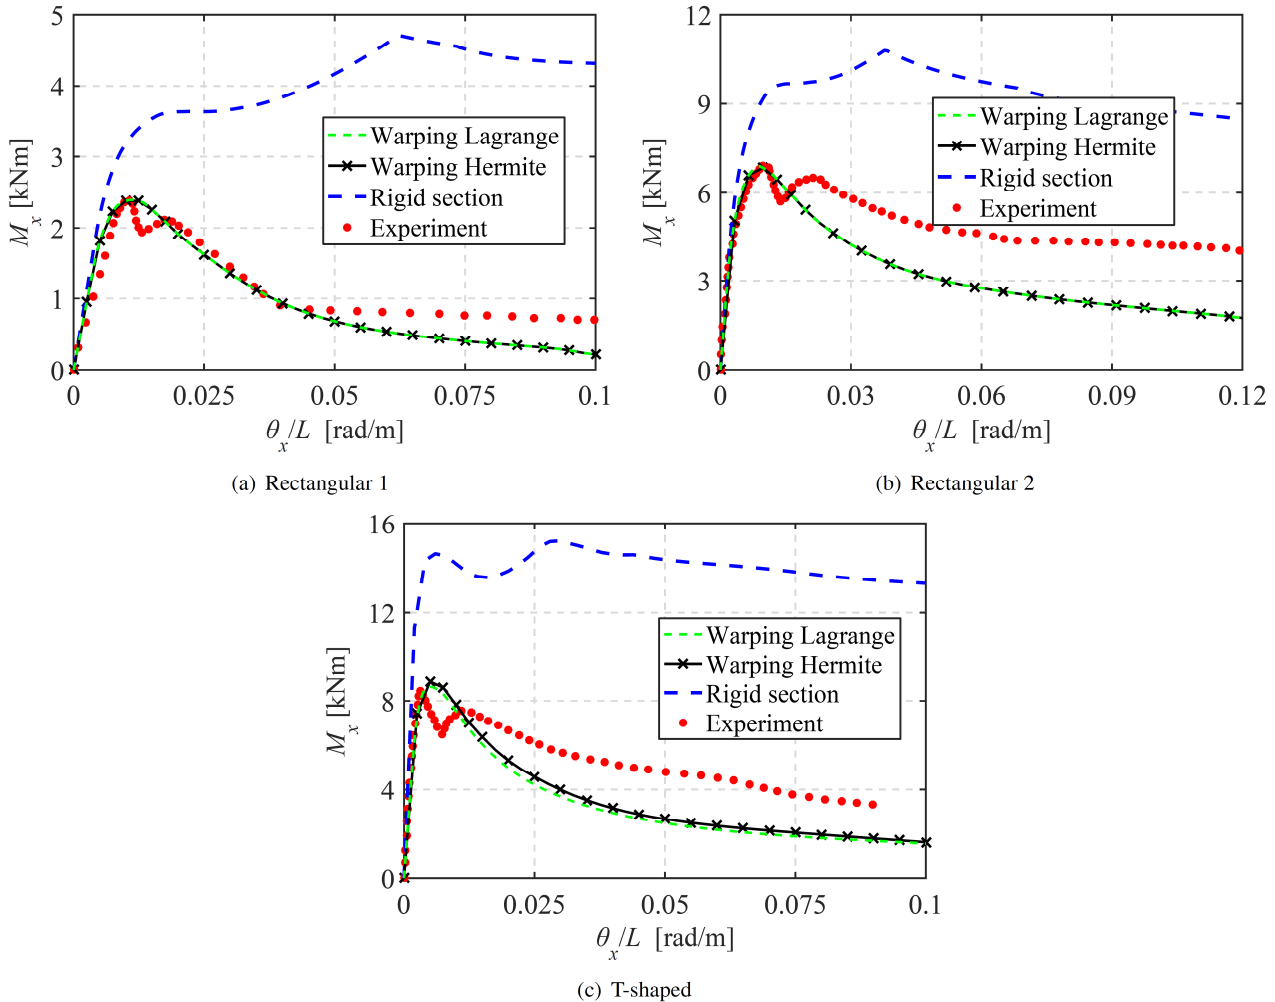 5
4
3
2
1
0
M_x [kNm]
Warping Lagrange
Warping Hermite
Rigid section
Experiment
0 0.025 0.05 0.075 0.1
θ_x/L [rad/m]
(a) Rectangular 1
12
9
6
3
0
M_x [kNm]
Warping Lagrange
Warping Hermite
Rigid section
Experiment
0 0.03 0.06 0.09 0.12
θ_x/L [rad/m]
(b) Rectangular 2
16
12
8
4
0
M_x [kNm]
Warping Lagrange
Warping Hermite
Rigid section
Experiment
0 0.025 0.05 0.075 0.1
θ_x/L [rad/m]
(c) T-shaped